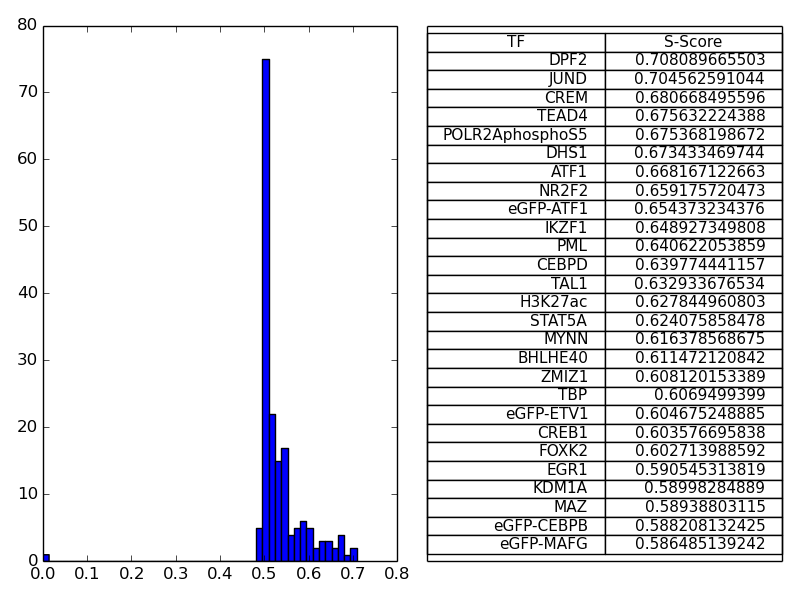 80
70
60
50
40
30
20
10
0
0.0 0.1 0.2 0.3 0.4 0.5 0.6 0.7 0.8
TF S-Score
DPF2 0.708089665503
JUND 0.704562591044
CREM 0.680668495596
TEAD4 0.675632224388
POLR2AphosphoS5 0.675368198672
DHS1 0.673433469744
ATF1 0.668167122663
NR2F2 0.659175720473
eGFP-ATF1 0.654373234376
IKZF1 0.648927349808
PML 0.640622053859
CEBPD 0.639774441157
TAL1 0.632933676534
H3K27ac 0.627844960803
STAT5A 0.624075858478
MYNN 0.616378568675
BHLHE40 0.611472120842
ZMIZ1 0.608120153389
TBP 0.6069499399
eGFP-ETV1 0.604675248885
CREB1 0.603576695838
FOXK2 0.602713988592
EGR1 0.590545313819
KDM1A 0.58998284889
MAZ 0.58938803115
eGFP-CEBPB 0.588208132425
eGFP-MAFG 0.586485139242